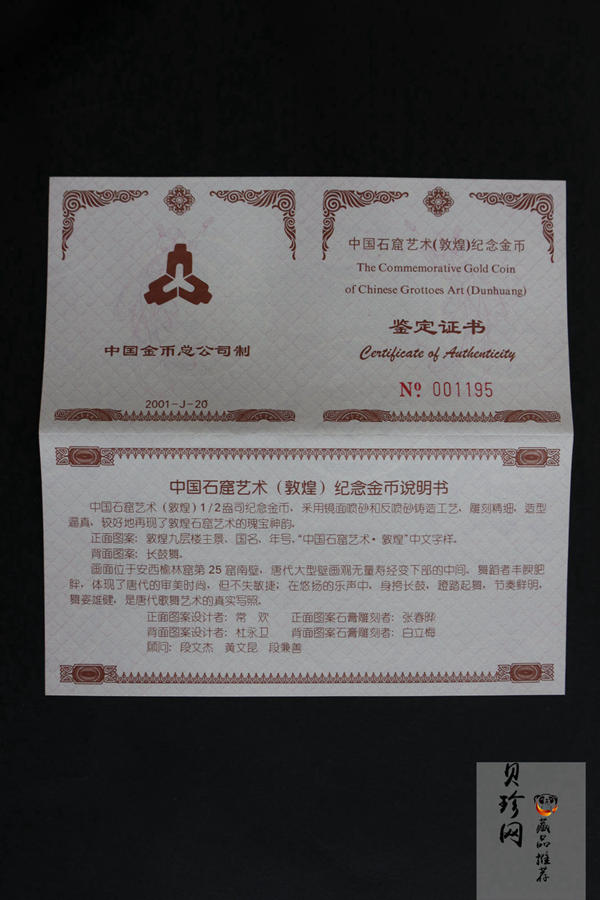 中国金币总公司制
2001-J-20
中国石窟艺术(敦煌)纪念金币
The Commemorative Gold Coin
of Chinese Grottoes Art (Dunhuang)
鉴定证书
Certificate of Authenticity
Nº 001195
中国石窟艺术（敦煌）纪念金币说明书
中国石窟艺术（敦煌）1/2盎司纪念金币，采用镜面喷砂和反喷砂铸造工艺，雕刻精细，造型
逼真，较好地再现了敦煌石窟艺术的瑰宝神韵。
正面图案：敦煌九层楼主景、国名、年号，“中国石窟艺术·敦煌”中文字样。
背面图案：长鼓舞。
画面位于安西榆林窟第25窟南壁，唐代大型壁画观无量寿经变下部的中间，舞蹈者丰腴肥
胖，体现了唐代的审美时尚，但不失敏捷；在悠扬的乐声中，身挎长鼓，蹬踏起舞，节奏鲜明，
舞姿雄健，是唐代歌舞艺术的真实写照。
正面图案设计者：常 欢 正面图案石膏雕刻者：张春晔
背面图案设计者：杜永卫 背面图案石膏雕刻者：白立梅
顾问：段文杰 黄文昆 段兼善
贝珍网
藏品推荐